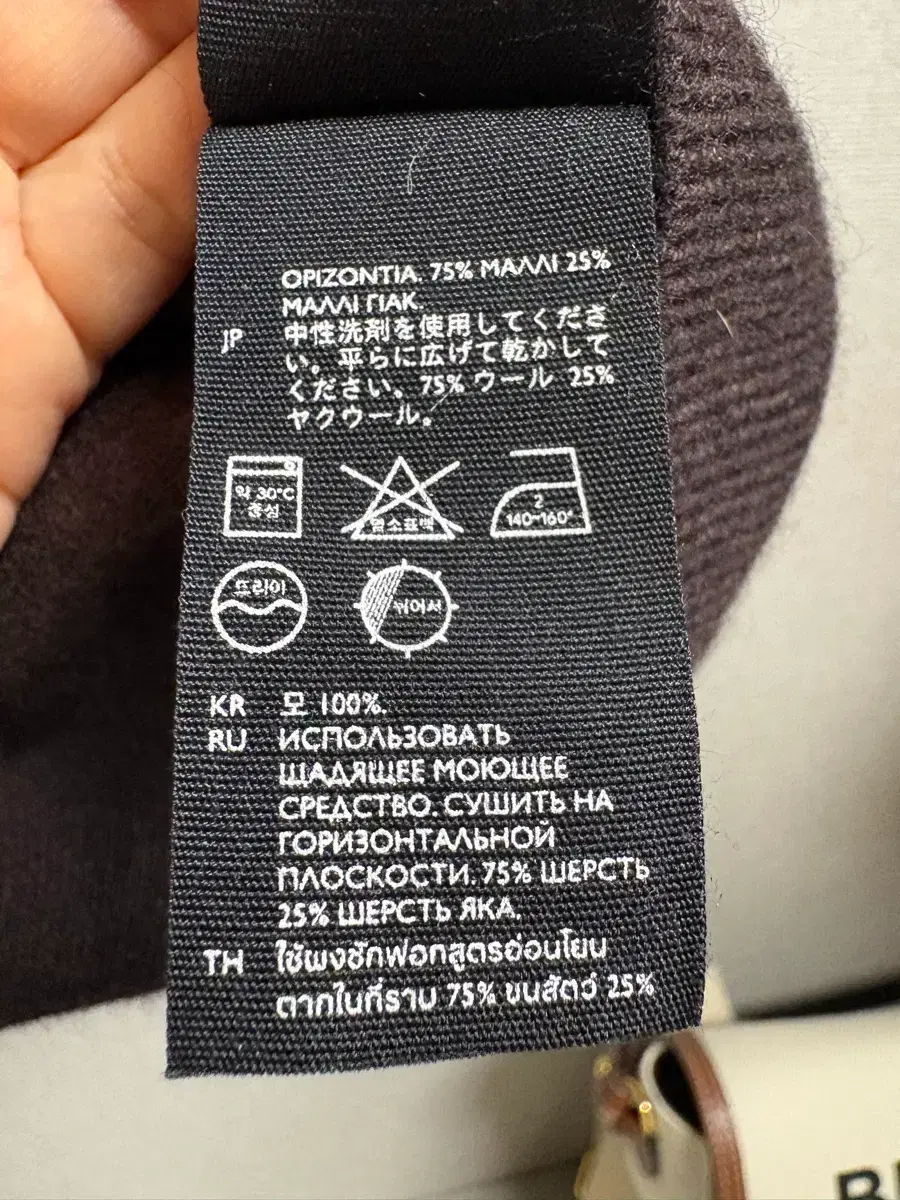 ΟΡΙΖΟΝΤΙΑ. 75% ΜΑΛΛΙ 25%
ΜΑΛΛΙ ΓΙΑΚ.
JP 中性洗剤を使用してくださ
い。平らに広げて乾かして
ください。75% ウール 25%
ヤクウール。
약 30°C
중성
염소표백
2
140~160°
드라이
뉘어서
KR 모 100%.
RU ИСПОЛЬЗОВАТЬ
ЩАДЯЩЕЕ МОЮЩЕЕ
СРЕДСТВО. СУШИТЬ НА
ГОРИЗОНТАЛЬНОЙ
ПЛОСКОСТИ. 75% ШЕРСТЬ
25% ШЕРСТЬ ЯКА.
TH ใช้ผงซักฟอกสูตรอ่อนโยน
ตากในที่ราบ 75% ขนสัตว์ 25%